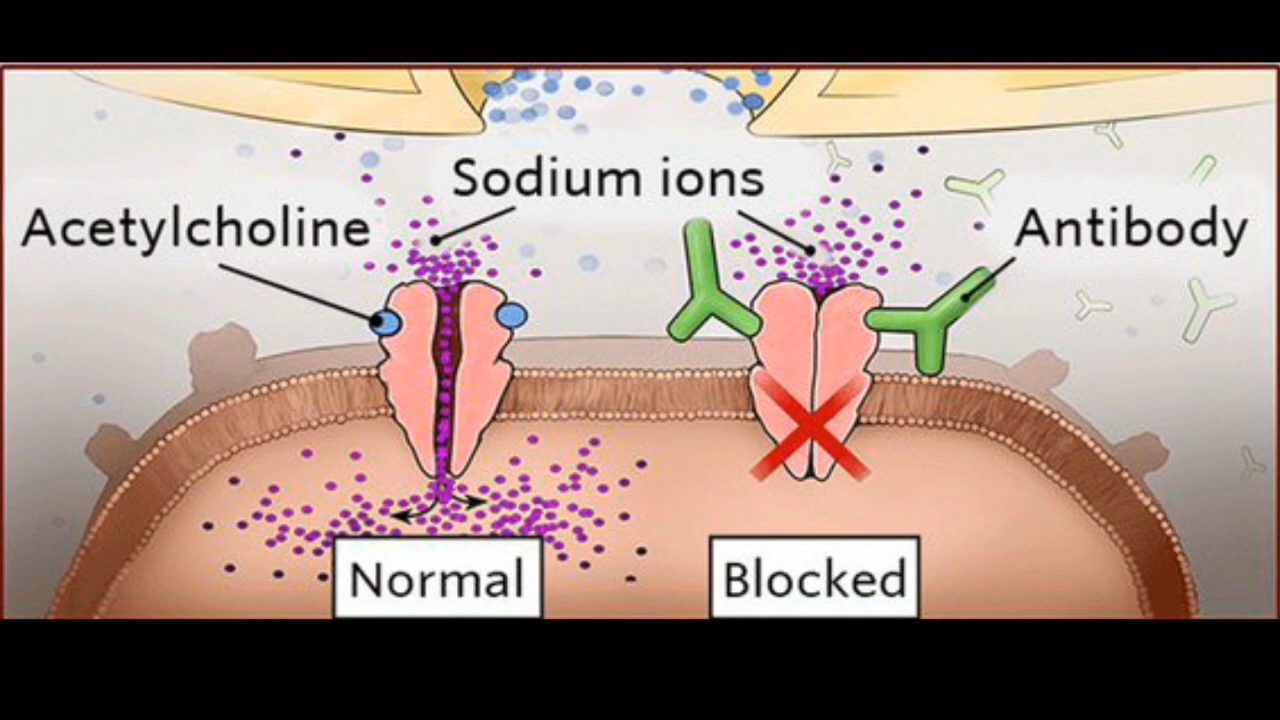 Sodium ions
Acetylcholine
Antibody
Normal
Blocked